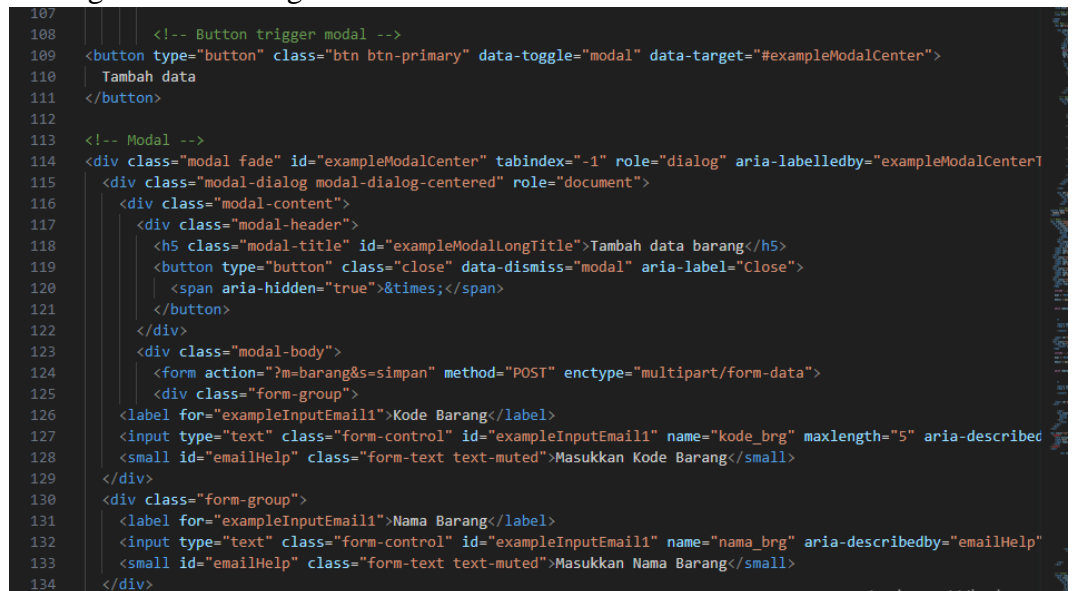 107
108 <!-- Button trigger modal -->
109 <button type="button" class="btn btn-primary" data-toggle="modal" data-target="#exampleModalCenter">
110 Tambah data
111 </button>
112
113 <!-- Modal -->
114 <div class="modal fade" id="exampleModalCenter" tabindex="-1" role="dialog" aria-labelledby="exampleModalCenterT
115 <div class="modal-dialog modal-dialog-centered" role="document">
116 <div class="modal-content">
117 <div class="modal-header">
118 <h5 class="modal-title" id="exampleModalLongTitle">Tambah data barang</h5>
119 <button type="button" class="close" data-dismiss="modal" aria-label="Close">
120 <span aria-hidden="true">&times;</span>
121 </button>
122 </div>
123 <div class="modal-body">
124 <form action="?m=barang&s=simpan" method="POST" enctype="multipart/form-data">
125 <div class="form-group">
126 <label for="exampleInputEmail1">Kode Barang</label>
127 <input type="text" class="form-control" id="exampleInputEmail1" name="kode_brg" maxlength="5" aria-described
128 <small id="emailHelp" class="form-text text-muted">Masukkan Kode Barang</small>
129 </div>
130 <div class="form-group">
131 <label for="exampleInputEmail1">Nama Barang</label>
132 <input type="text" class="form-control" id="exampleInputEmail1" name="nama_brg" aria-describedby="emailHelp"
133 <small id="emailHelp" class="form-text text-muted">Masukkan Nama Barang</small>
134 </div>